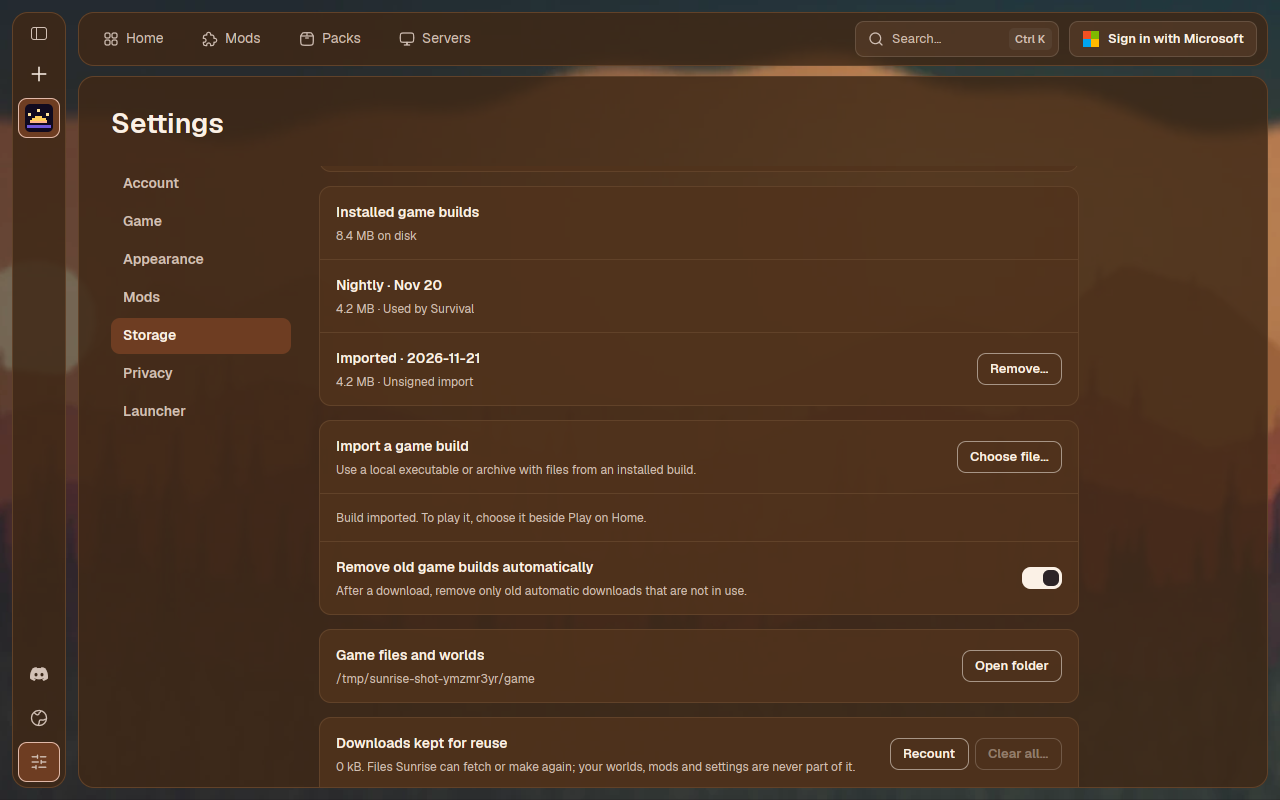 Home
Mods
Packs
Servers
Search...
Ctrl K
Sign in with Microsoft
Settings
Account
Game
Appearance
Mods
Storage
Privacy
Launcher
Installed game builds
8.4 MB on disk
Nightly · Nov 20
4.2 MB · Used by Survival
Imported · 2026-11-21
4.2 MB · Unsigned import
Remove...
Import a game build
Use a local executable or archive with files from an installed build.
Choose file...
Build imported. To play it, choose it beside Play on Home.
Remove old game builds automatically
After a download, remove only old automatic downloads that are not in use.
Game files and worlds
/tmp/sunrise-shot-ymzmr3yr/game
Open folder
Downloads kept for reuse
0 kB. Files Sunrise can fetch or make again; your worlds, mods and settings are never part of it.
Recount
Clear all...